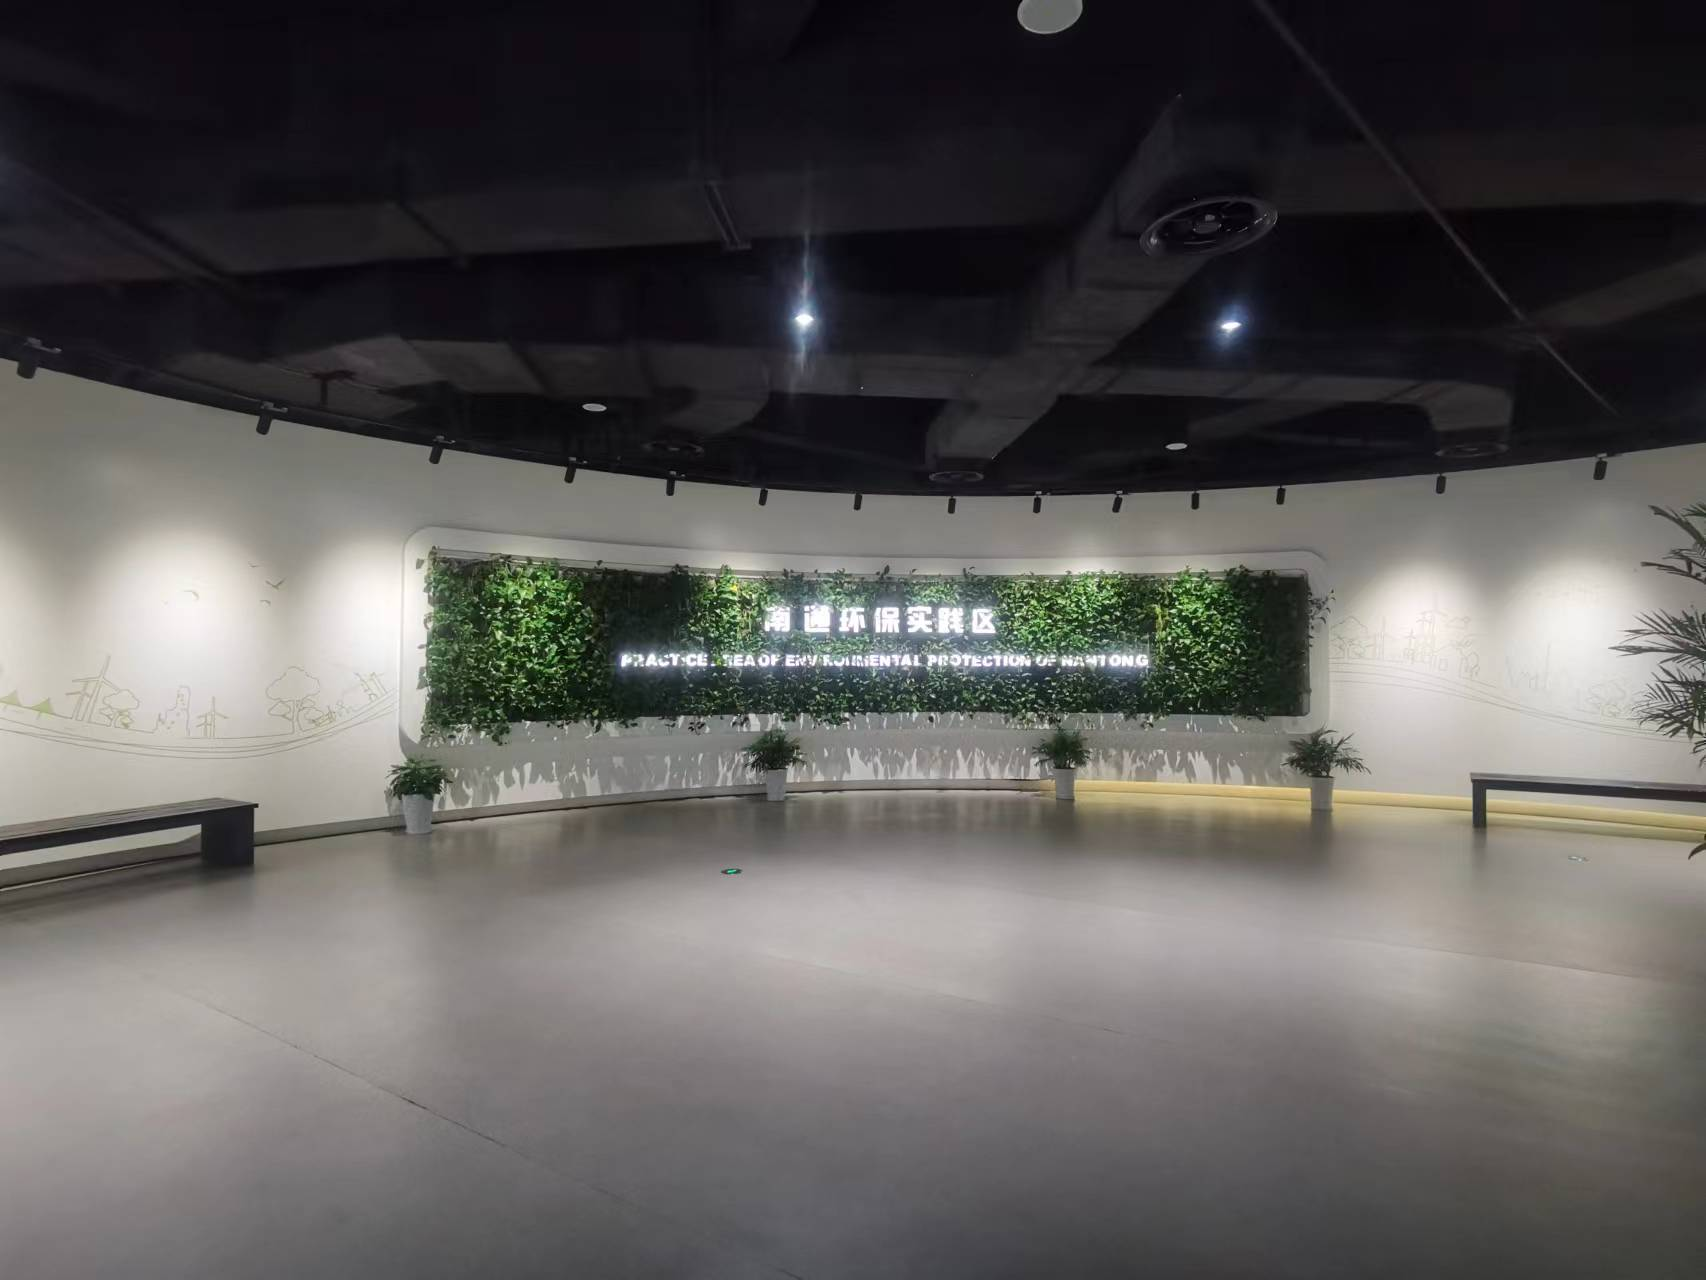 南通环保实践区
PRACTICE AREA OF ENVIRONMENTAL PROTECTION OF NANTONG